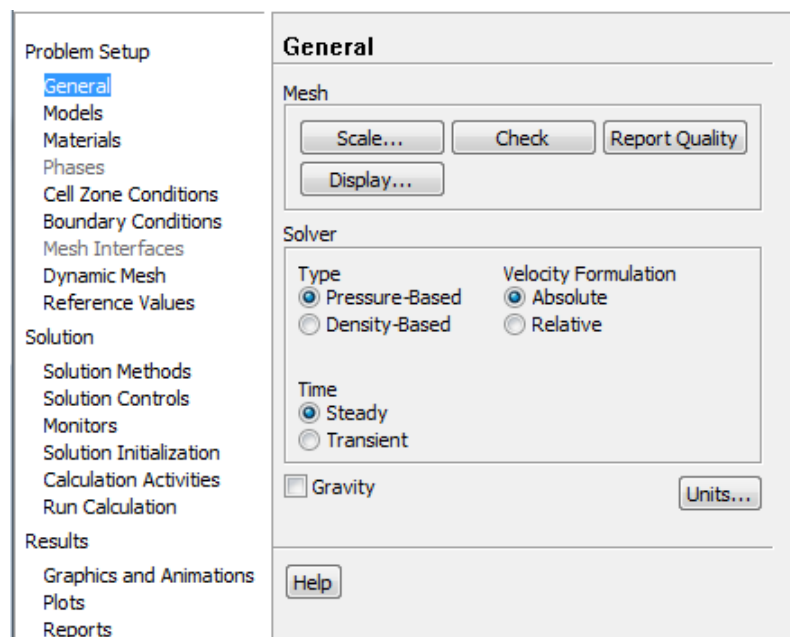 Problem Setup
General
Models
Materials
Phases
Cell Zone Conditions
Boundary Conditions
Mesh Interfaces
Dynamic Mesh
Reference Values
Solution
Solution Methods
Solution Controls
Monitors
Solution Initialization
Calculation Activities
Run Calculation
Results
Graphics and Animations
Plots
Reports
General
Mesh
Scale... Check Report Quality
Display...
Solver
Type Velocity Formulation
Pressure-Based Absolute
Density-Based Relative
Time
Steady
Transient
Gravity Units...
Help